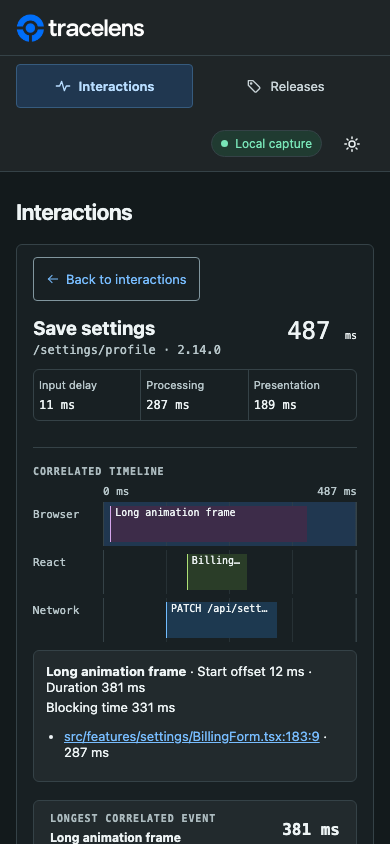 tracelens
Interactions
Releases
Local capture
Interactions
← Back to interactions
Save settings
487 ms
/settings/profile · 2.14.0
Input delay
11 ms
Processing
287 ms
Presentation
189 ms
CORRELATED TIMELINE
0 ms
487 ms
Browser
Long animation frame
React
Billing…
Network
PATCH /api/sett…
Long animation frame · Start offset 12 ms ·
Duration 381 ms
Blocking time 331 ms
• src/features/settings/BillingForm.tsx:183:9 ·
287 ms
LONGEST CORRELATED EVENT
Long animation frame
381 ms